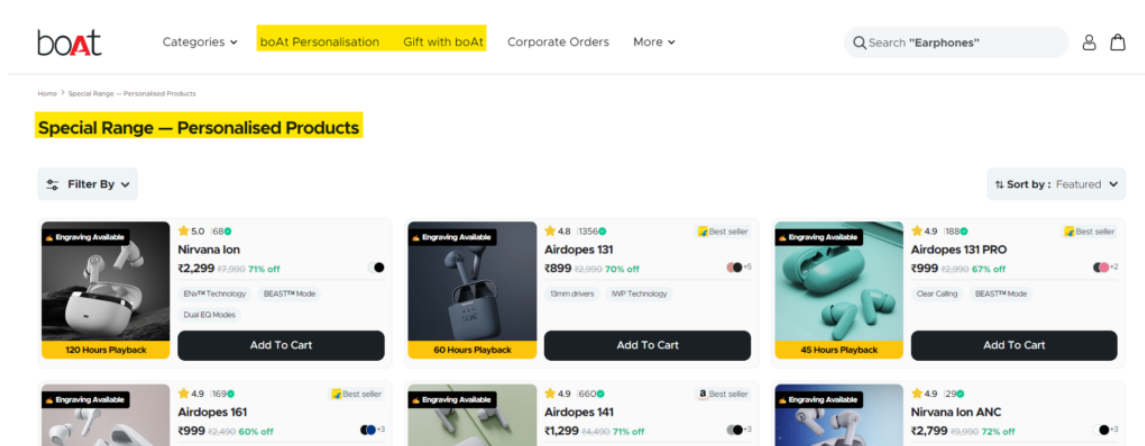 boAt
Categories
boAt Personalisation
Gift with boAt
Corporate Orders
More
Search "Earphones"
Home > Special Range — Personalised Products
Special Range — Personalised Products
Filter By
Sort by : Featured
Engraving Available
120 Hours Playback
5.0 |68
Nirvana Ion
₹2,299 ₹7,990 71% off
ENx™ Technology BEAST™ Mode
Dual EQ Modes
Add To Cart
Engraving Available
boAt
60 Hours Playback
4.8 |1356
Best seller
Airdopes 131
₹899 ₹2,990 70% off
+5
13mm drivers IWP Technology
Add To Cart
Engraving Available
45 Hours Playback
4.9 |188
Best seller
Airdopes 131 PRO
₹999 ₹2,990 67% off
+2
Clear Calling BEAST™ Mode
Add To Cart
Engraving Available
4.9 |169
Best seller
Airdopes 161
₹999 ₹2,490 60% off
+3
Engraving Available
4.9 |660
a Best seller
Airdopes 141
₹1,299 ₹4,490 71% off
+3
Engraving Available
4.9 |29
Nirvana Ion ANC
₹2,799 ₹9,990 72% off
+3